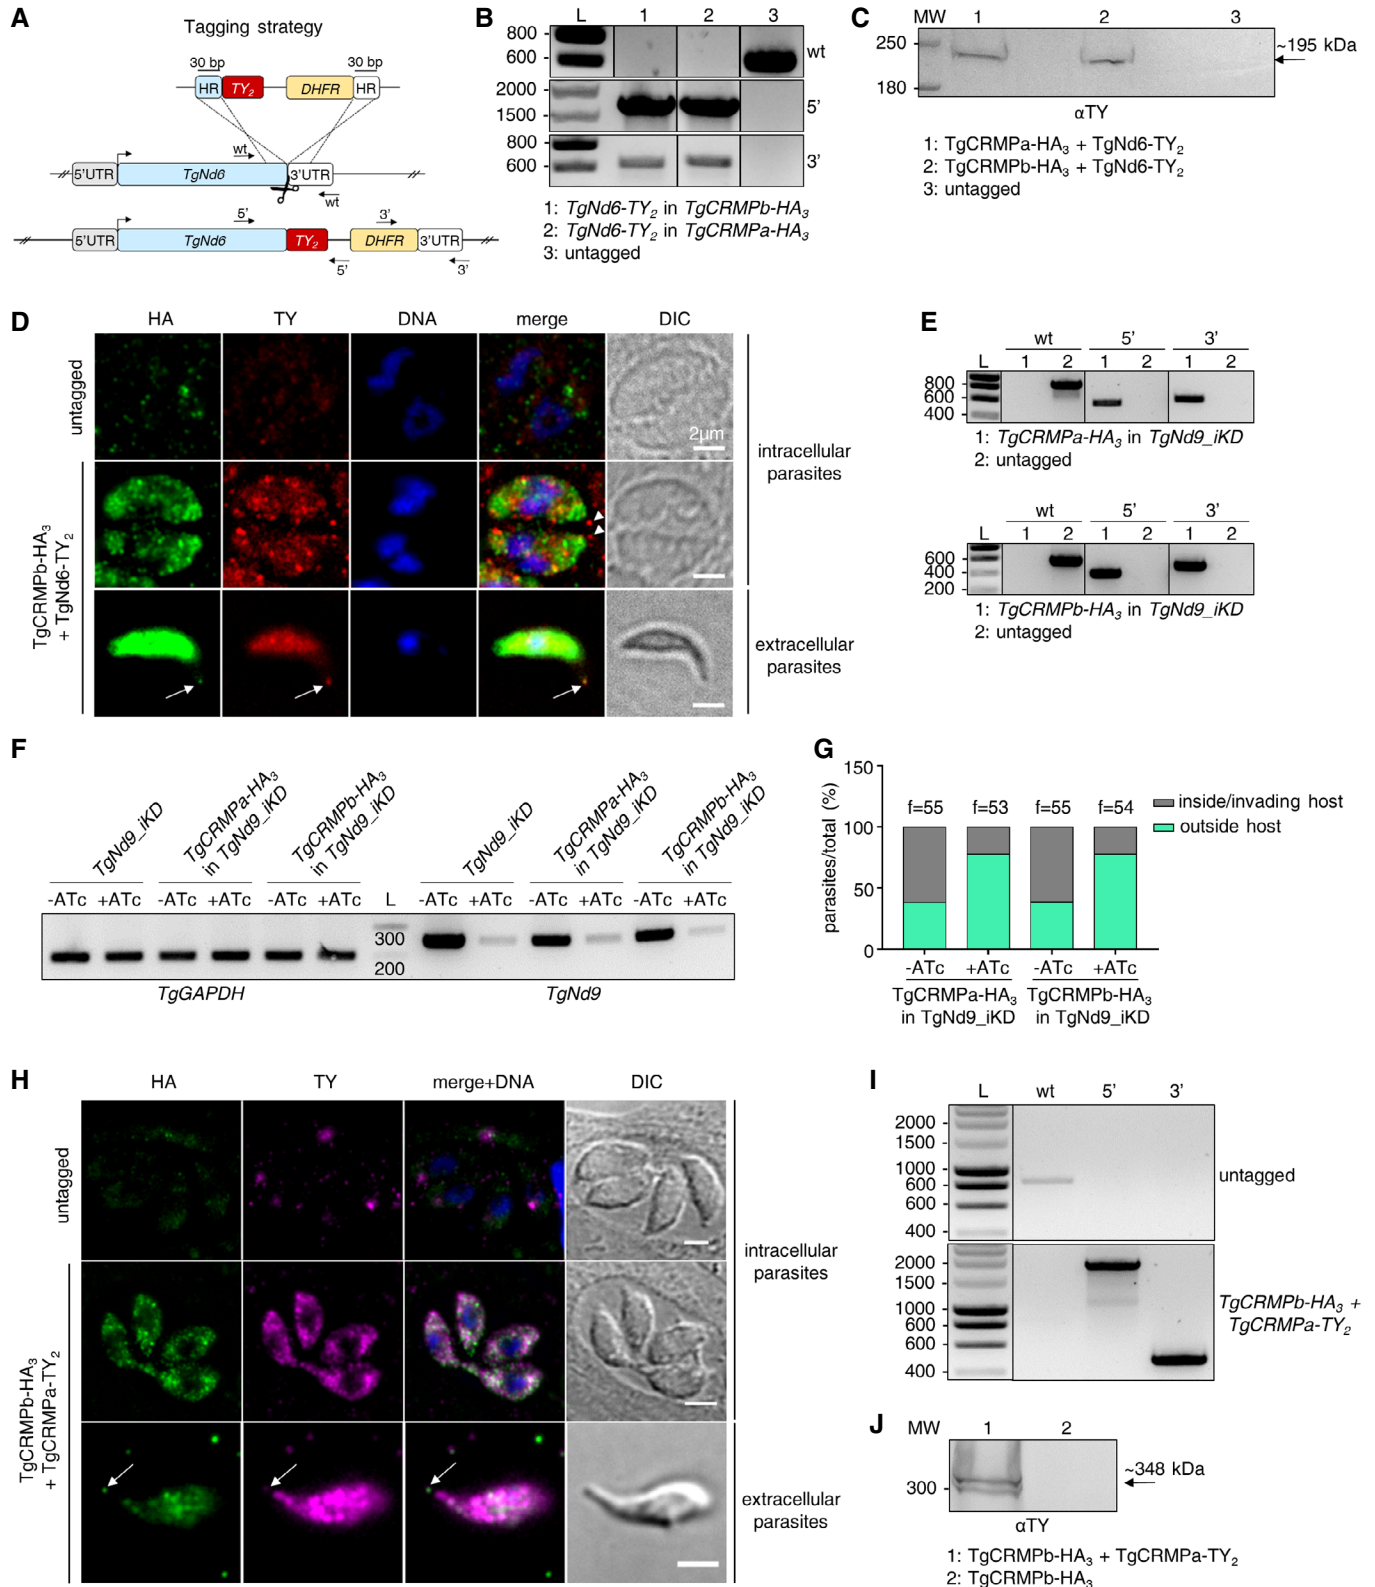 A
Tagging strategy
30 bp
30 bp
HR
TY2
DHFR
HR
wt
5'UTR
TgNd6
3'UTR
wt
5'
3'
5'UTR
TgNd6
TY2
DHFR
3'UTR
5'
3'
B
L 1 2 3
800
600
wt
2000
1500
5'
800
600
3'
1: TgNd6-TY2 in TgCRMPb-HA3
2: TgNd6-TY2 in TgCRMPa-HA3
3: untagged
C
MW 1 2 3
250
180
~195 kDa
αTY
1: TgCRMPa-HA3 + TgNd6-TY2
2: TgCRMPb-HA3 + TgNd6-TY2
3: untagged
D
HA TY DNA merge DIC
untagged
2µm
intracellular
parasites
TgCRMPb-HA3
+ TgNd6-TY2
extracellular
parasites
E
wt 5' 3'
L 1 2 1 2 1 2
800
600
400
1: TgCRMPa-HA3 in TgNd9_iKD
2: untagged
wt 5' 3'
L 1 2 1 2 1 2
600
400
200
1: TgCRMPb-HA3 in TgNd9_iKD
2: untagged
F
TgNd9_iKD
TgCRMPa-HA3
in TgNd9_iKD
TgCRMPb-HA3
in TgNd9_iKD
TgNd9_iKD
TgCRMPa-HA3
in TgNd9_iKD
TgCRMPb-HA3
in TgNd9_iKD
-ATc +ATc -ATc +ATc -ATc +ATc L -ATc +ATc -ATc +ATc -ATc +ATc
300
200
TgGAPDH
TgNd9
G
parasites/total (%)
150
100
50
0
f=55 f=53 f=55 f=54
inside/invading host
outside host
-ATc +ATc -ATc +ATc
TgCRMPa-HA3
in TgNd9_iKD
TgCRMPb-HA3
in TgNd9_iKD
H
HA TY merge+DNA DIC
untagged
intracellular
parasites
TgCRMPb-HA3
+ TgCRMPa-TY2
extracellular
parasites
I
L wt 5' 3'
2000
1500
1000
600
600
400
untagged
2000
1500
1000
600
600
400
TgCRMPb-HA3 +
TgCRMPa-TY2
J
MW 1 2
300
~348 kDa
αTY
1: TgCRMPb-HA3 + TgCRMPa-TY2
2: TgCRMPb-HA3